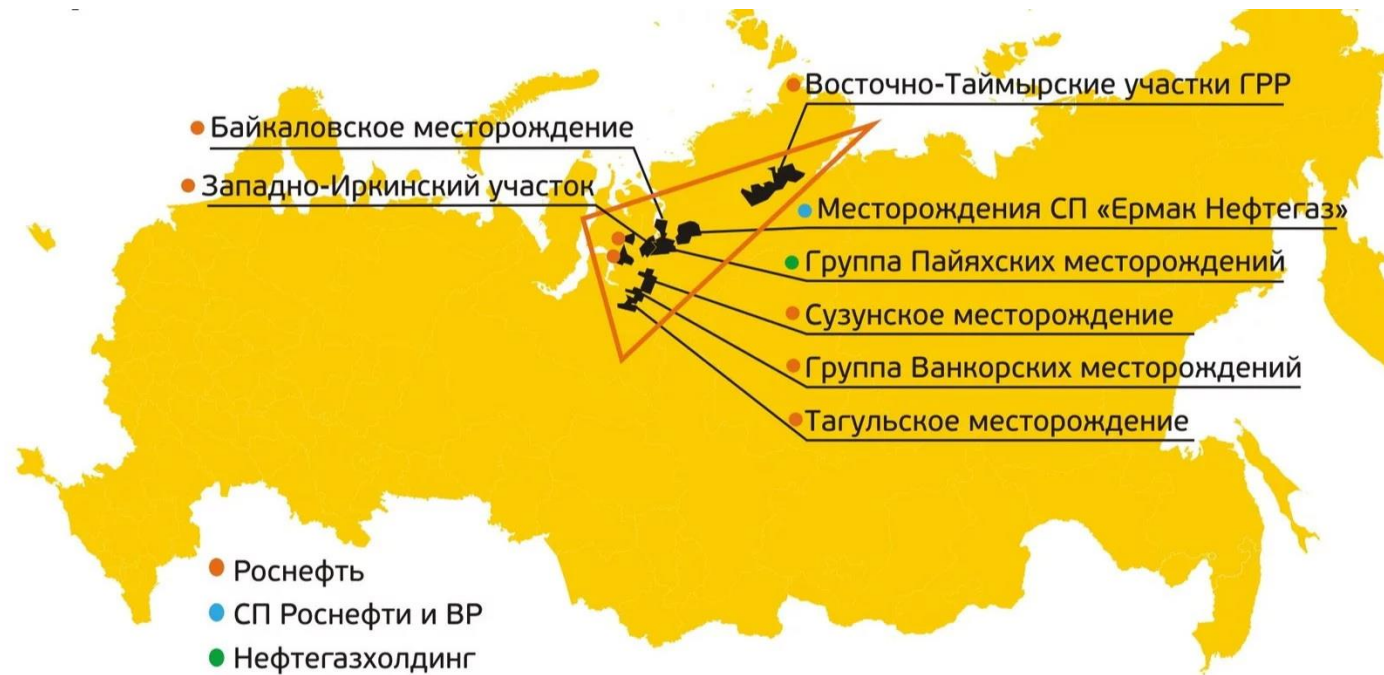 Восточно-Таймырские участки ГРР
Байкаловское месторождение
Западно-Иркинский участок
Месторождения СП «Ермак Нефтегаз»
Группа Пайяхских месторождений
Сузунское месторождение
Группа Ванкорских месторождений
Тагульское месторождение
Роснефть
СП Роснефти и ВР
Нефтегазхолдинг